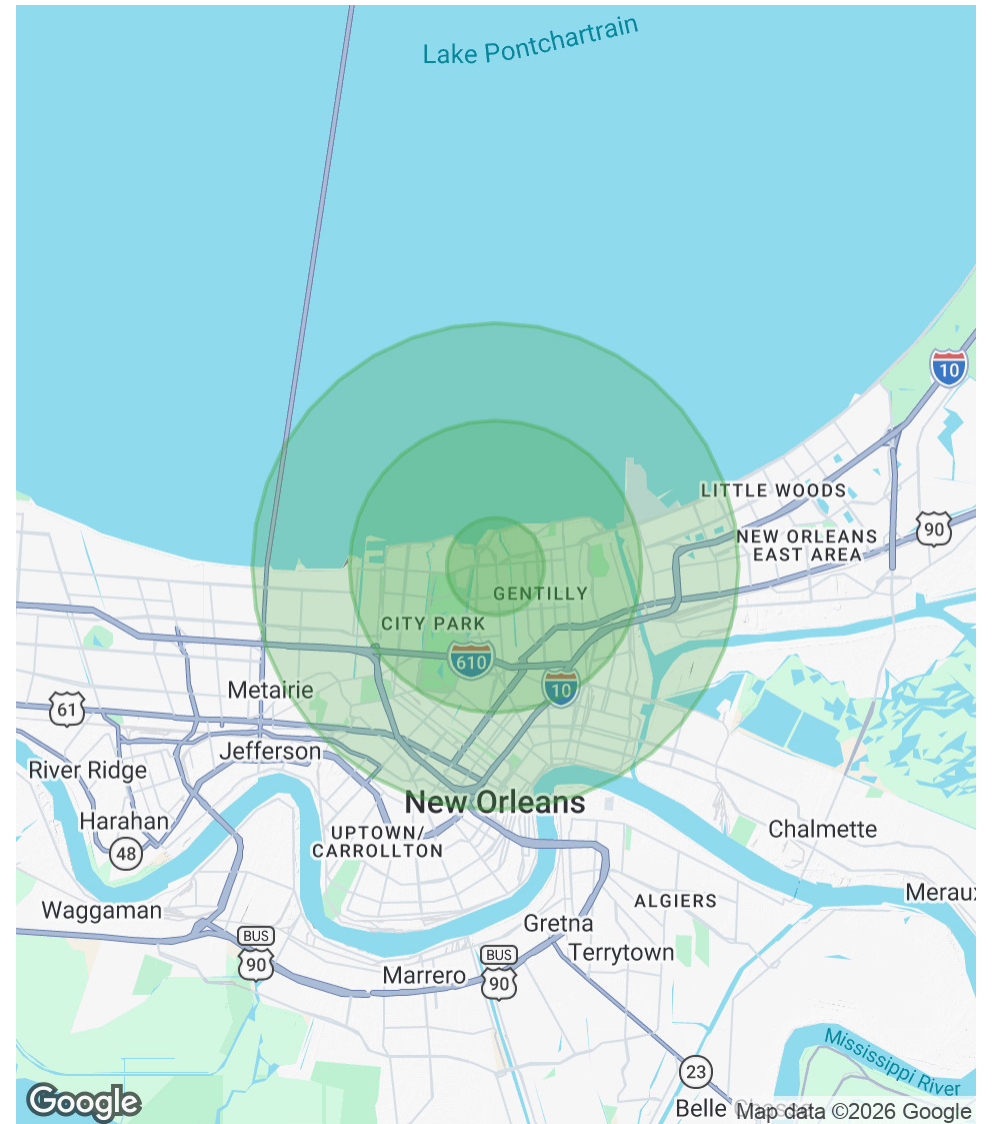 Lake Pontchartrain
10
LITTLE WOODS
90
NEW ORLEANS
EAST AREA
GENTILLY
CITY PARK
610
10
Metairie
61
Jefferson
River Ridge
New Orleans
Harahan
UPTOWN/
CARROLLTON
Chalmette
48
Meraux
Waggaman
ALGIERS
Gretna
BUS
90
Terrytown
BUS
90
Marrero
Mississippi River
23
Belle
Google
Map data ©2026 Google